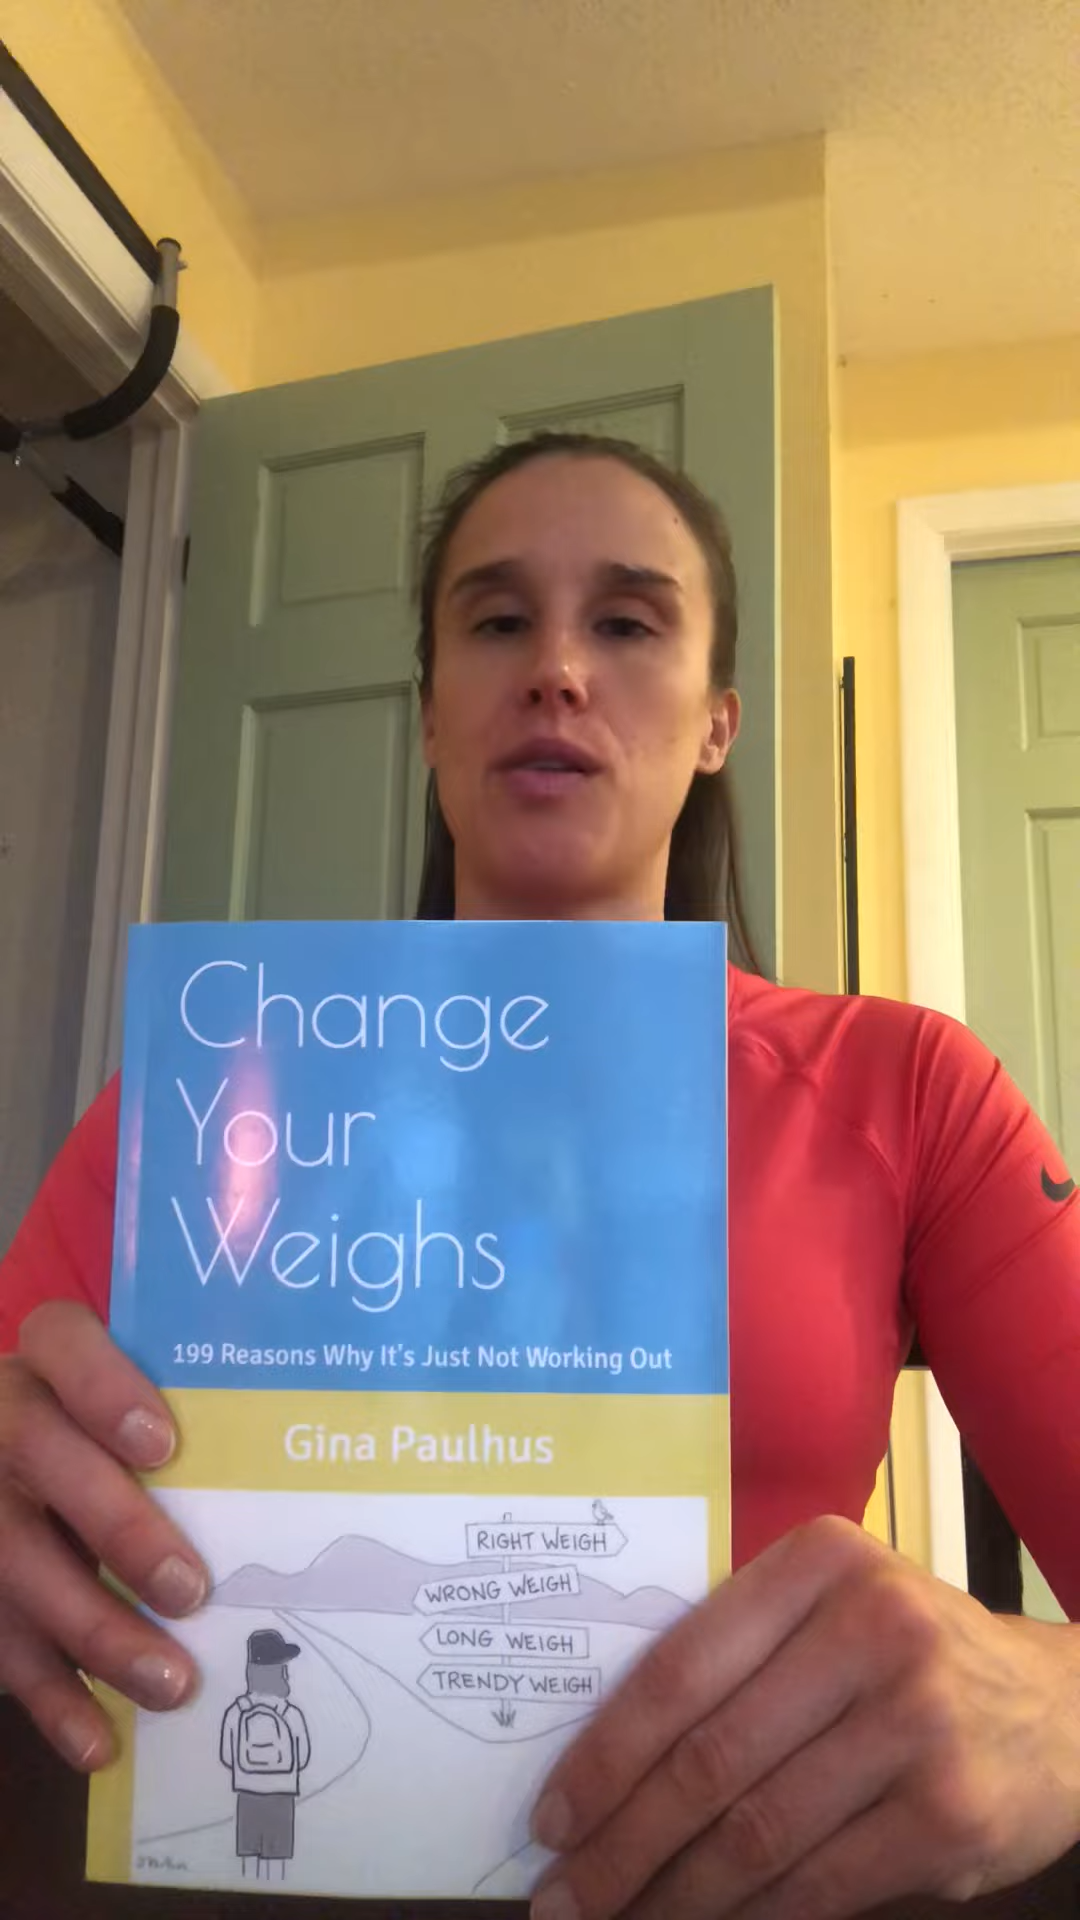 Change
Your
Weighs
199 Reasons Why It's Just Not Working Out
Gina Paulhus
RIGHT WEIGH
WRONG WEIGH
LONG WEIGH
TRENDY WEIGH